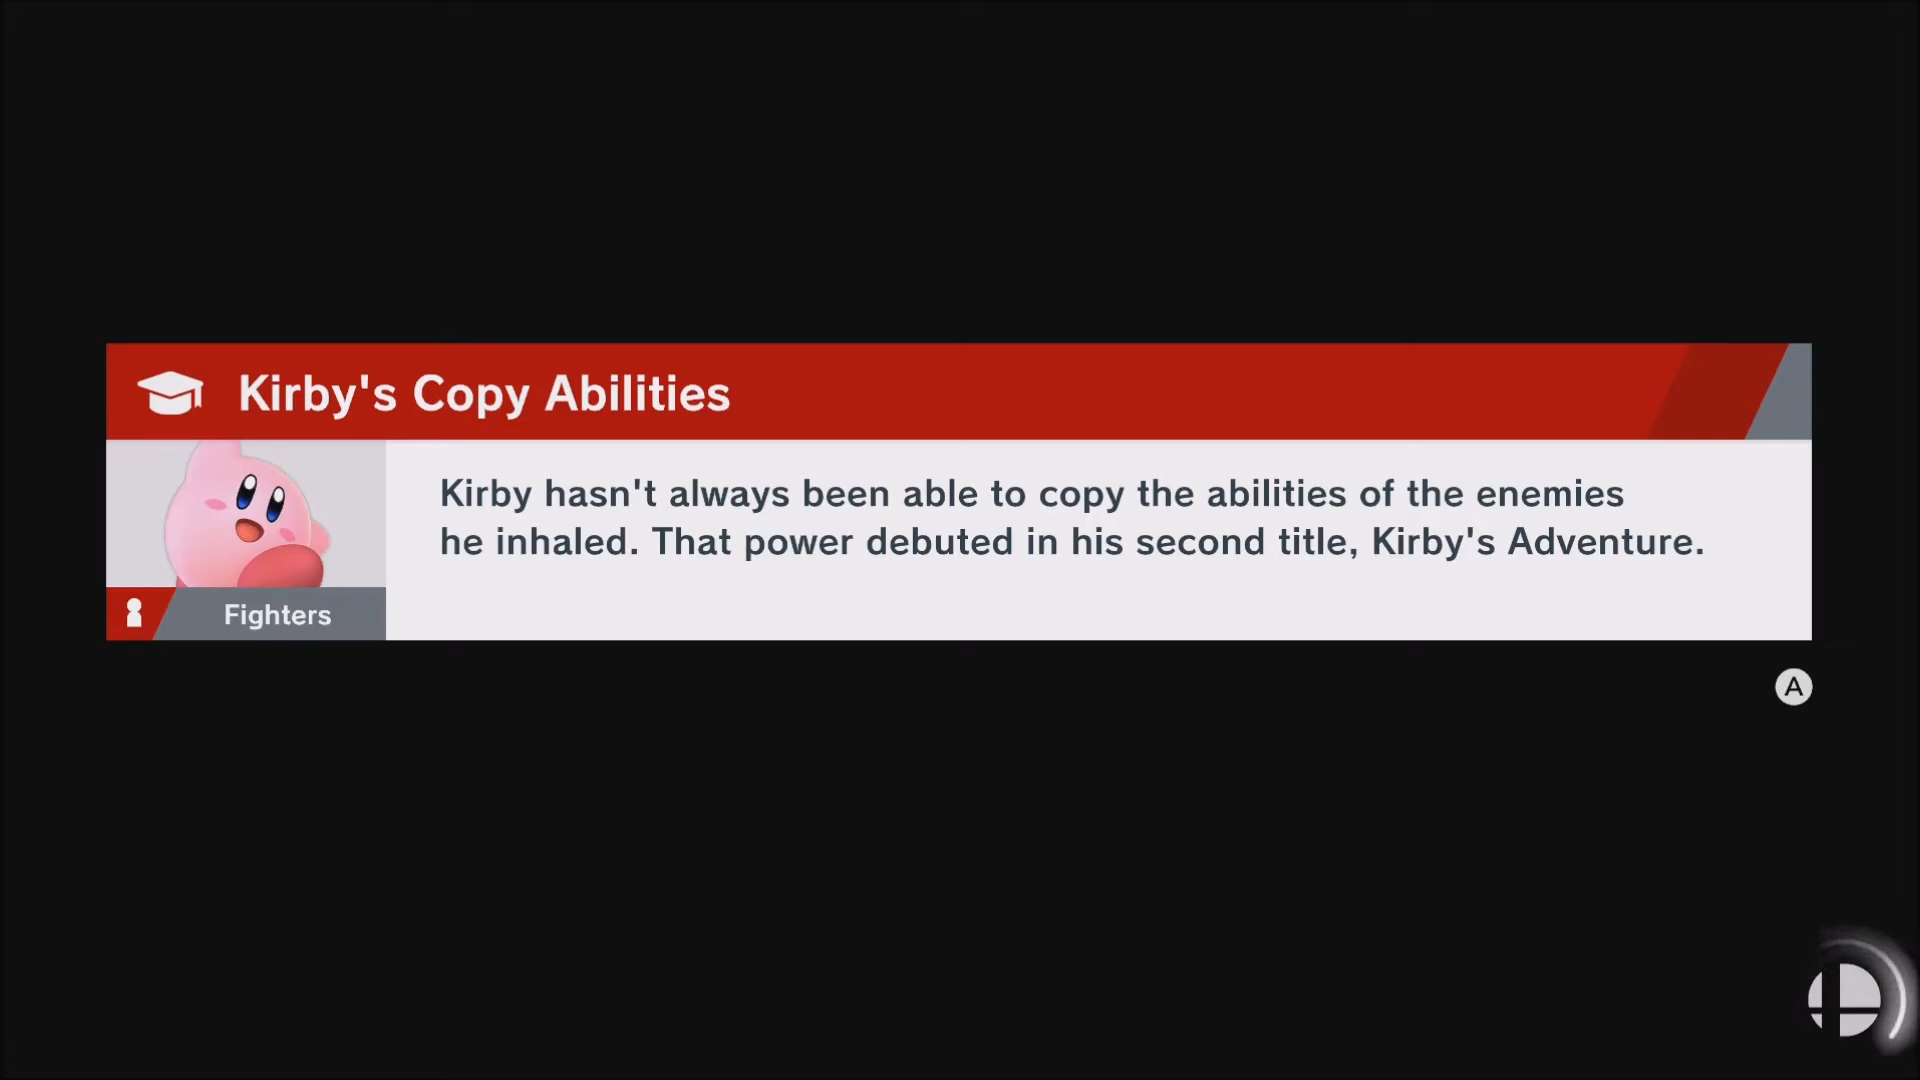 Kirby's Copy Abilities
Kirby hasn't always been able to copy the abilities of the enemies
he inhaled. That power debuted in his second title, Kirby's Adventure.
Fighters
A